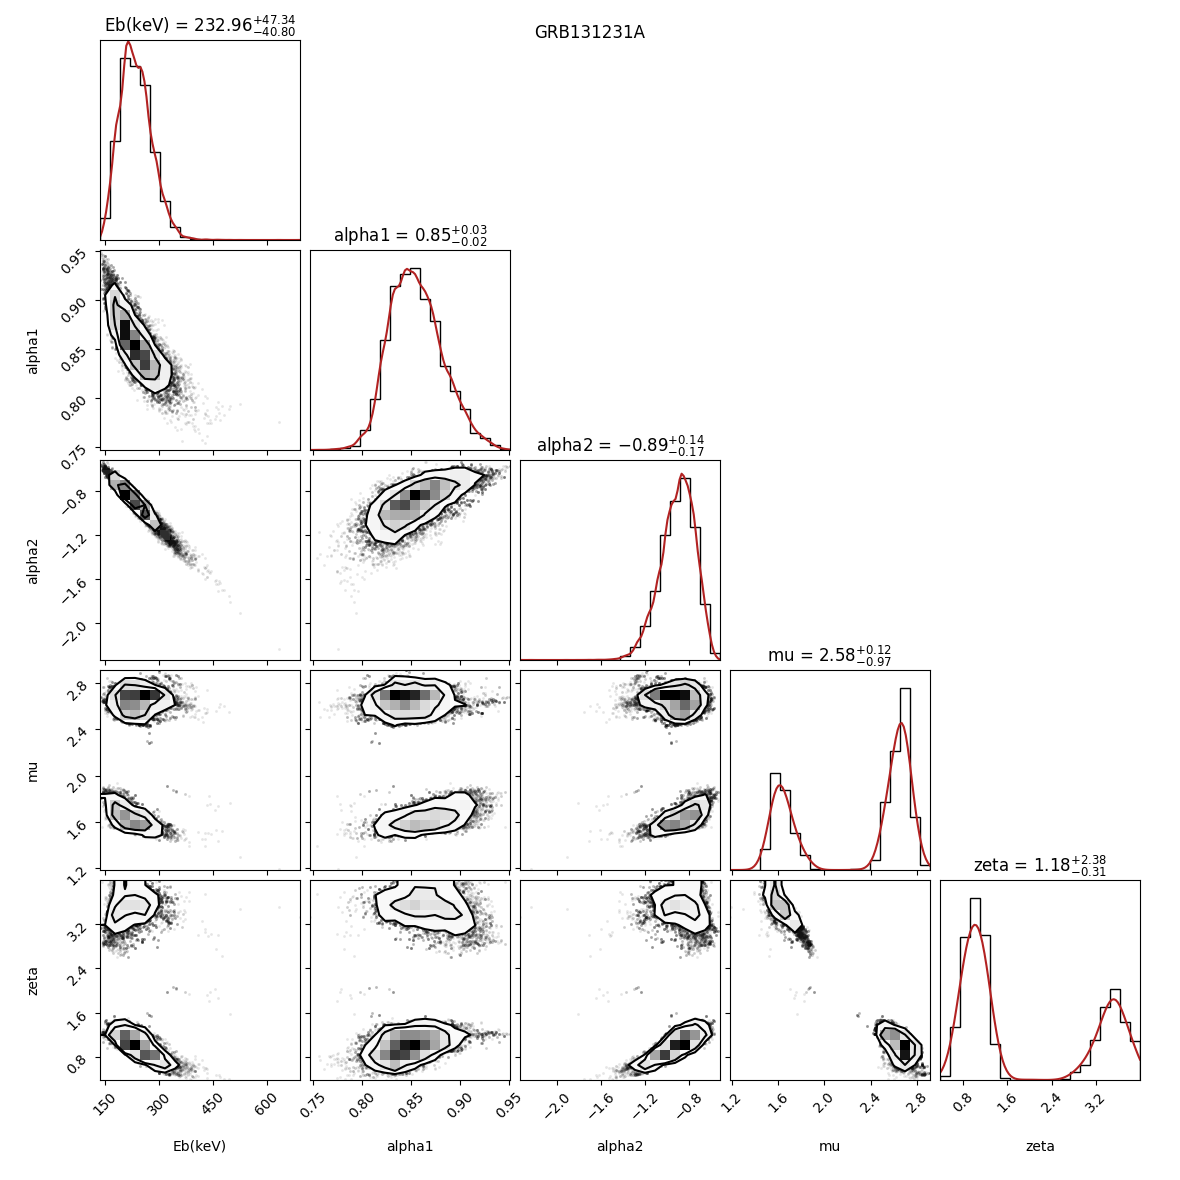 Eb(keV) = 232.96+47.34−40.80
GRB131231A
alpha1 = 0.85+0.03−0.02
0.95
0.90
0.85
0.80
0.75
alpha1
alpha2 = −0.89+0.14−0.17
−0.8
−1.2
−1.6
−2.0
alpha2
mu = 2.58+0.12−0.97
2.8
2.4
2.0
1.6
1.2
mu
zeta = 1.18+2.38−0.31
3.2
2.4
1.6
0.8
zeta
150 300 450 600 0.75 0.80 0.85 0.90 0.95 −2.0 −1.6 −1.2 −0.8 1.2 1.6 2.0 2.4 2.8 0.8 1.6 2.4 3.2
Eb(keV) alpha1 alpha2 mu zeta